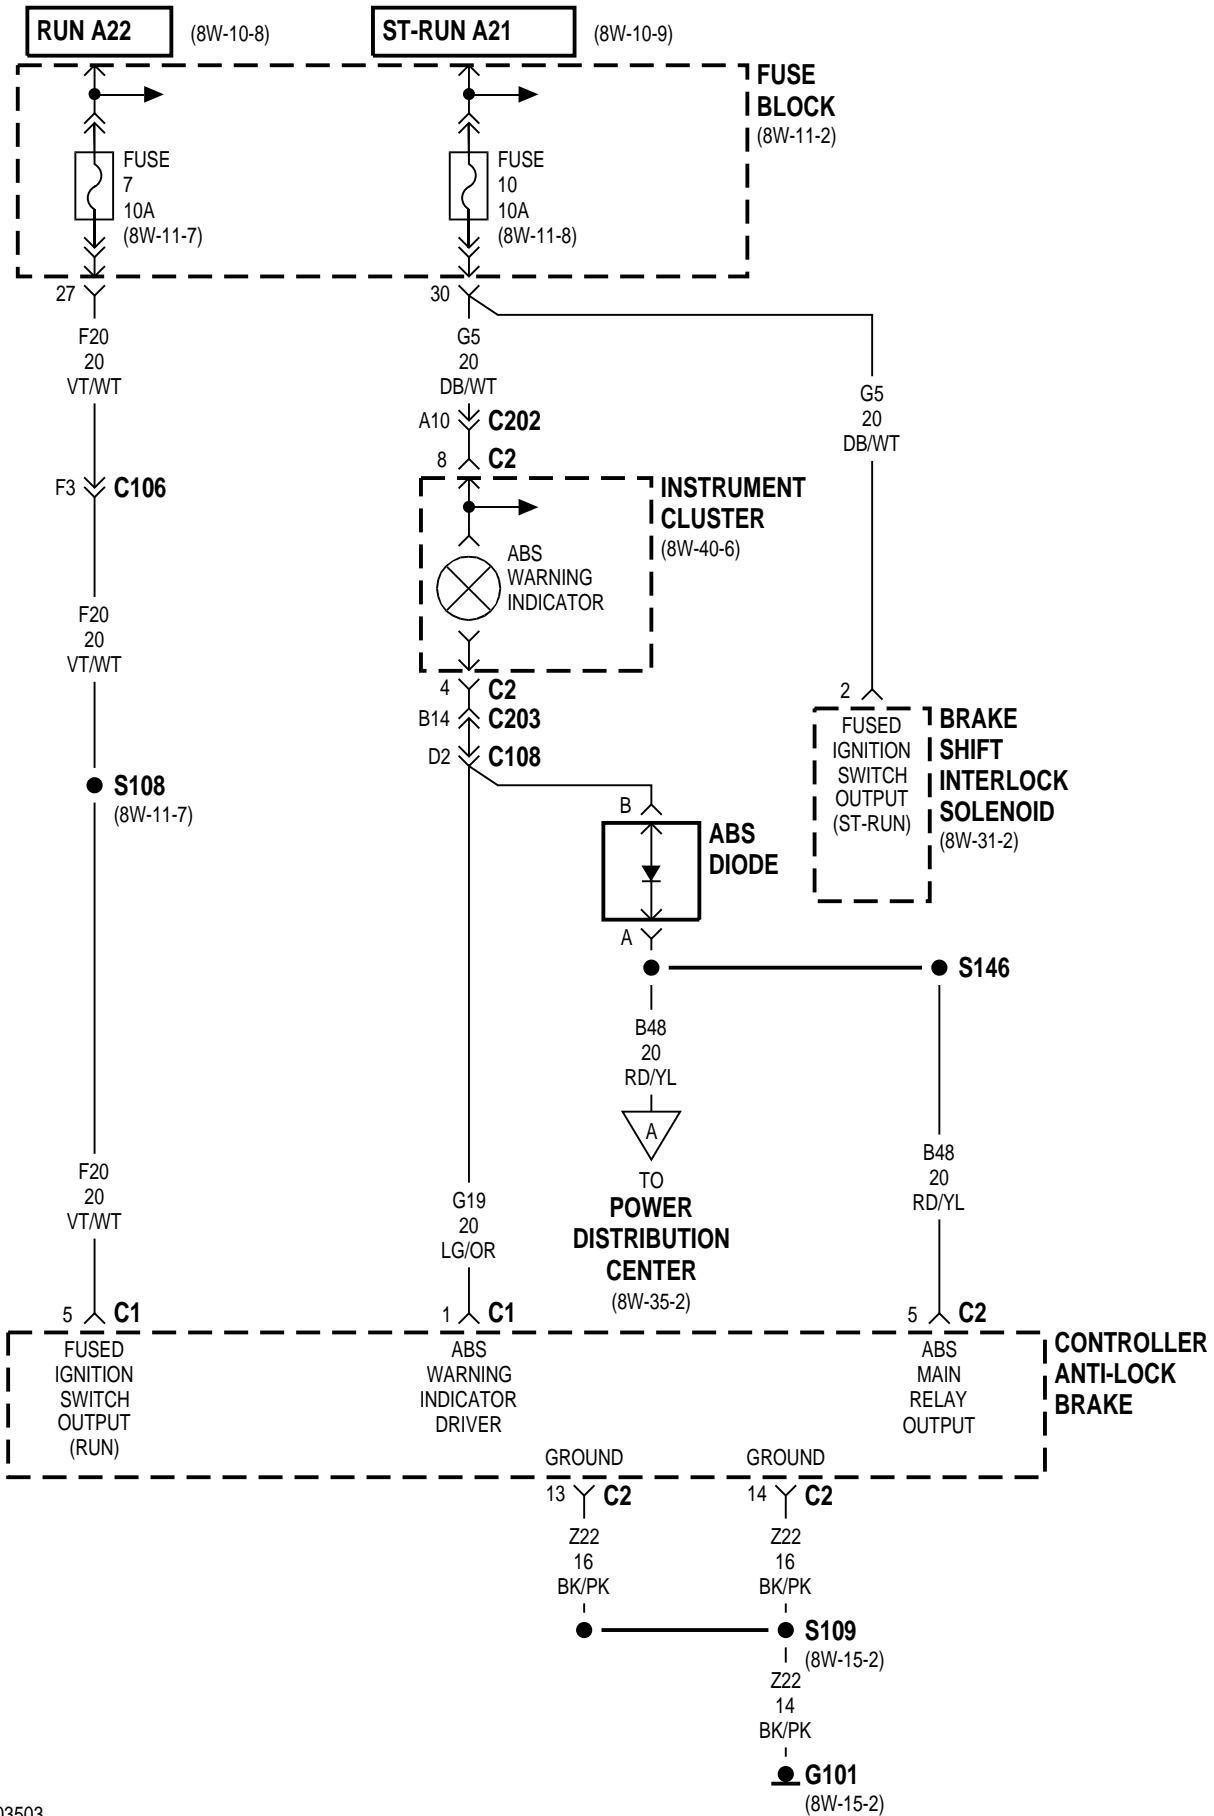 RUN A22
(8W-10-8)
ST-RUN A21
(8W-10-9)
FUSE
BLOCK
(8W-11-2)
FUSE
7
10A
(8W-11-7)
FUSE
10
10A
(8W-11-8)
27
30
F20
20
VT/WT
G5
20
DB/WT
G5
20
DB/WT
A10
C202
8
C2
F3
C106
INSTRUMENT
CLUSTER
(8W-40-6)
ABS
WARNING
INDICATOR
F20
20
VT/WT
4
C2
B14
C203
D2
C108
2
FUSED
IGNITION
SWITCH
OUTPUT
(ST-RUN)
BRAKE
SHIFT
INTERLOCK
SOLENOID
(8W-31-2)
S108
(8W-11-7)
B
ABS
DIODE
A
S146
B48
20
RD/YL
A
TO
POWER
DISTRIBUTION
CENTER
(8W-35-2)
B48
20
RD/YL
F20
20
VT/WT
G19
20
LG/OR
5
C1
1
C1
5
C2
FUSED
IGNITION
SWITCH
OUTPUT
(RUN)
ABS
WARNING
INDICATOR
DRIVER
ABS
MAIN
RELAY
OUTPUT
CONTROLLER
ANTI-LOCK
BRAKE
GROUND
GROUND
13
C2
14
C2
Z22
16
BK/PK
Z22
16
BK/PK
S109
(8W-15-2)
Z22
14
BK/PK
G101
(8W-15-2)